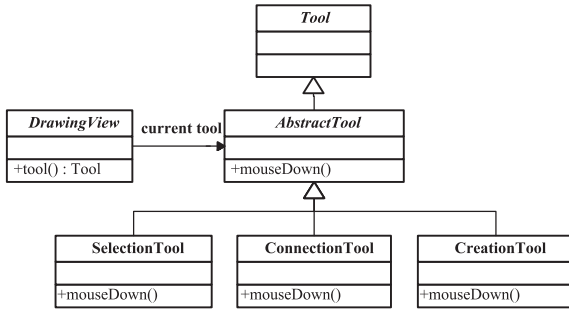 Tool
DrawingView
current tool
AbstractTool
+tool() : Tool
+mouseDown()
SelectionTool
ConnectionTool
CreationTool
+mouseDown()
+mouseDown()
+mouseDown()